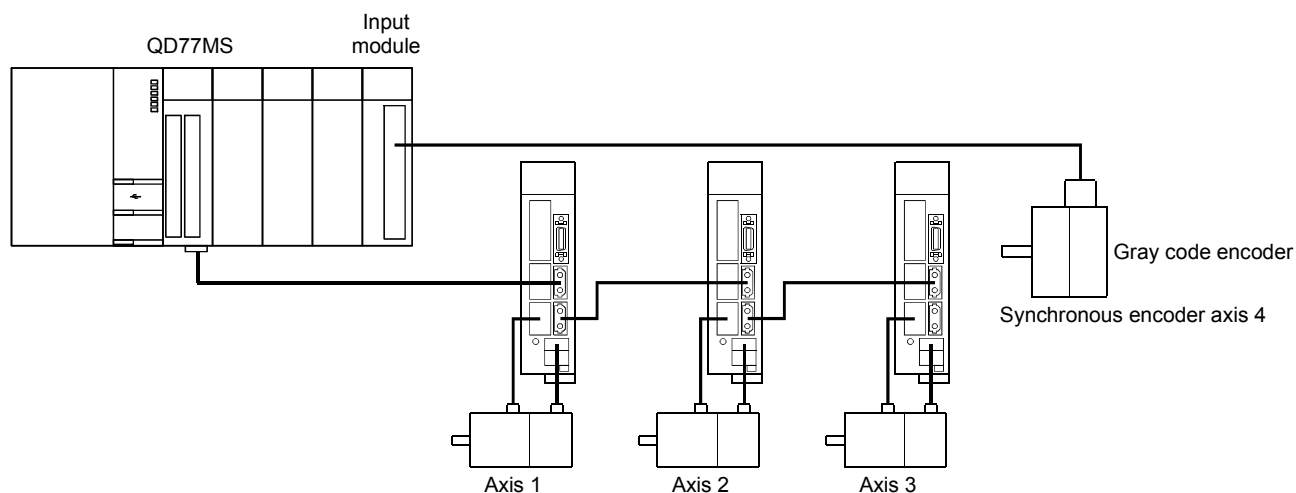 QD77MS
Input
module
Gray code encoder
Synchronous encoder axis 4
Axis 1
Axis 2
Axis 3